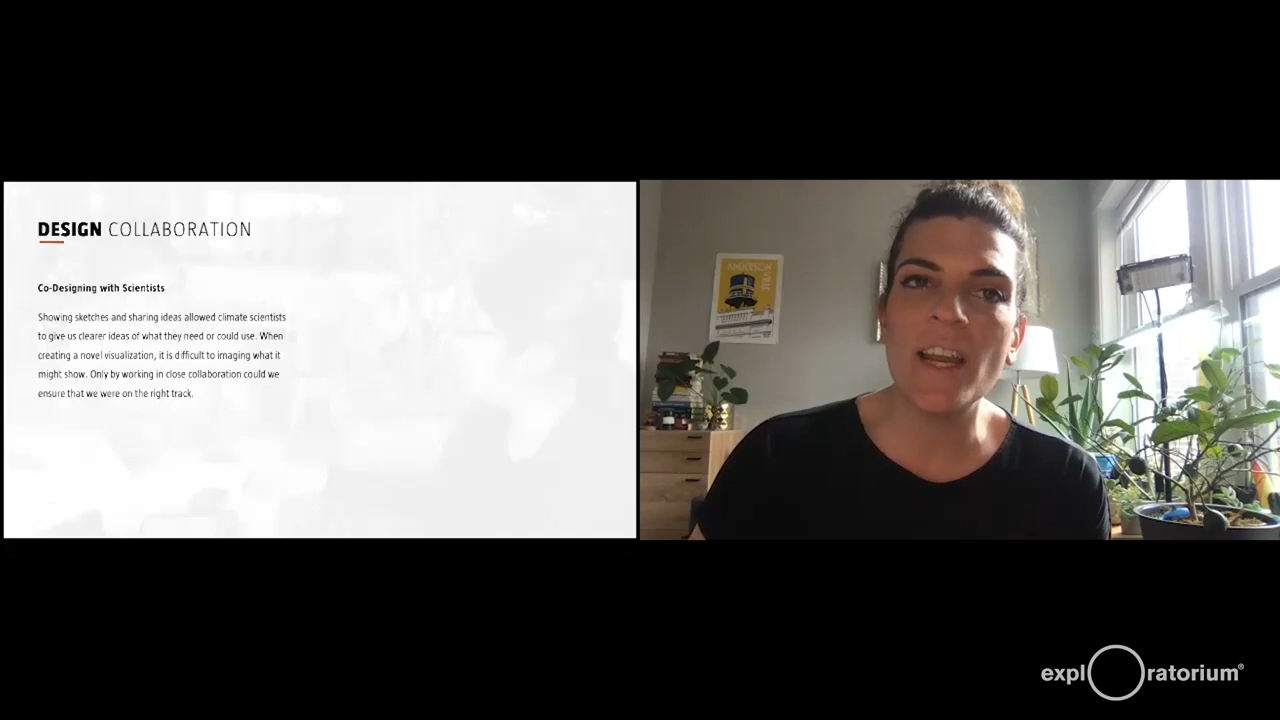 DESIGN COLLABORATION
Co-Designing with Scientists
Showing sketches and sharing ideas allowed climate scientists
to give us clearer ideas of what they need or could use. When
creating a novel visualization, it is difficult to imaging what it
might show. Only by working in close collaboration could we
ensure that we were on the right track.
ANDERSON
VILLE
expl ratorium®